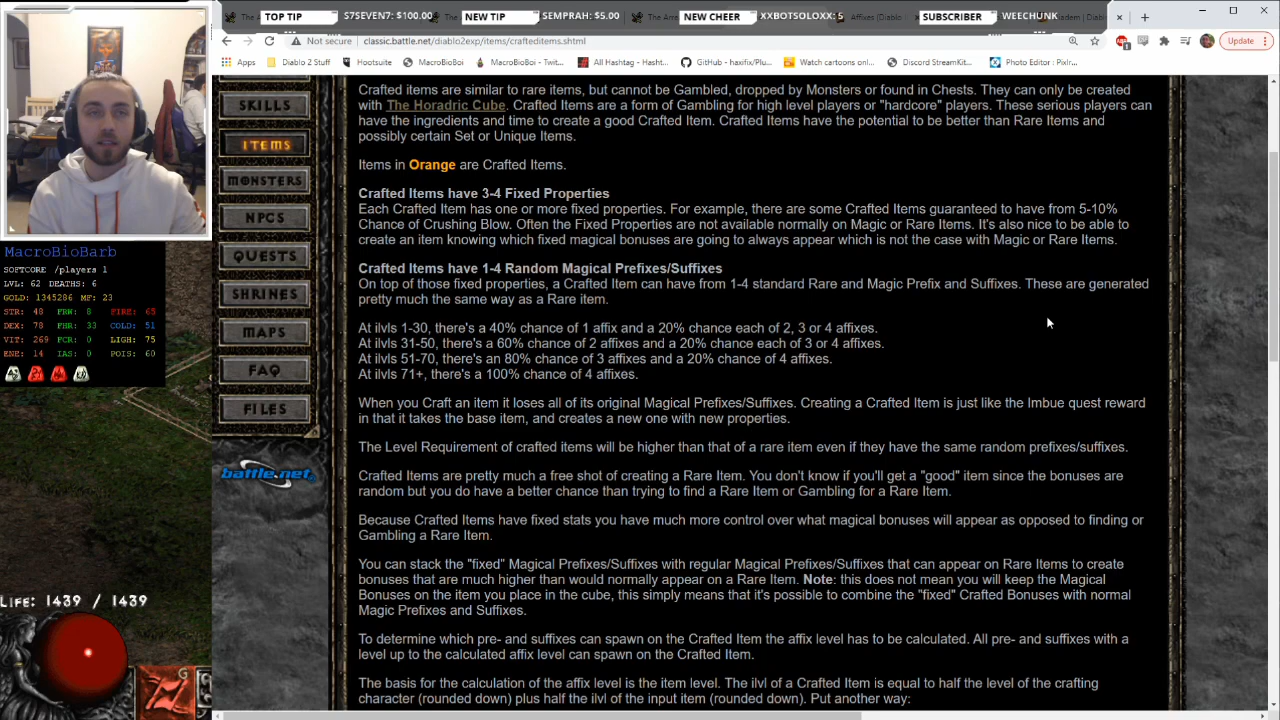 TOP TIP S7SEVEN7: $100.00 NEW TIP SEMPRAH: $5.00 The Arre NEW CHEER XXBOTSOLOXX: 5 Affixes (Diablo SUBSCRIBER WEECHUNK
Not secure classic.battle.net/diablo2exp/items/crafteditems.shtml Update
Apps Diablo 2 Stuff Hootsuite MacroBioBoi MacroBioBoi - Twit... All Hashtag - Hasht... GitHub - haxifix/Plu... Watch cartoons onl... Discord StreamKit... Photo Editor : Pixlr...
SKILLS
ITEMS
MONSTERS
NPCS
QUESTS
SHRINES
MAPS
FAQ
FILES
battle.net
Crafted items are similar to rare items, but cannot be Gambled, dropped by Monsters or found in Chests. They can only be created
with The Horadric Cube. Crafted Items are a form of Gambling for high level players or "hardcore" players. These serious players can
have the ingredients and time to create a good Crafted Item. Crafted Items have the potential to be better than Rare Items and
possibly certain Set or Unique Items.
Items in Orange are Crafted Items.
Crafted Items have 3-4 Fixed Properties
Each Crafted Item has one or more fixed properties. For example, there are some Crafted Items guaranteed to have from 5-10%
Chance of Crushing Blow. Often the Fixed Properties are not available normally on Magic or Rare Items. It's also nice to be able to
create an item knowing which fixed magical bonuses are going to always appear which is not the case with Magic or Rare Items.
Crafted Items have 1-4 Random Magical Prefixes/Suffixes
On top of those fixed properties, a Crafted Item can have from 1-4 standard Rare and Magic Prefix and Suffixes. These are generated
pretty much the same way as a Rare item.
At ilvls 1-30, there's a 40% chance of 1 affix and a 20% chance each of 2, 3 or 4 affixes.
At ilvls 31-50, there's a 60% chance of 2 affixes and a 20% chance each of 3 or 4 affixes.
At ilvls 51-70, there's an 80% chance of 3 affixes and a 20% chance of 4 affixes.
At ilvls 71+, there's a 100% chance of 4 affixes.
When you Craft an item it loses all of its original Magical Prefixes/Suffixes. Creating a Crafted Item is just like the Imbue quest reward
in that it takes the base item, and creates a new one with new properties.
The Level Requirement of crafted items will be higher than that of a rare item even if they have the same random prefixes/suffixes.
Crafted Items are pretty much a free shot of creating a Rare Item. You don't know if you'll get a "good" item since the bonuses are
random but you do have a better chance than trying to find a Rare Item or Gambling for a Rare Item.
Because Crafted Items have fixed stats you have much more control over what magical bonuses will appear as opposed to finding or
Gambling a Rare Item.
You can stack the "fixed" Magical Prefixes/Suffixes with regular Magical Prefixes/Suffixes that can appear on Rare Items to create
bonuses that are much higher than would normally appear on a Rare Item. Note: this does not mean you will keep the Magical
Bonuses on the item you place in the cube, this simply means that it's possible to combine the "fixed" Crafted Bonuses with normal
Magic Prefixes and Suffixes.
To determine which pre- and suffixes can spawn on the Crafted Item the affix level has to be calculated. All pre- and suffixes with a
level up to the calculated affix level can spawn on the Crafted Item.
The basis for the calculation of the affix level is the item level. The ilvl of a Crafted Item is equal to half the level of the crafting
character (rounded down) plus half the ilvl of the input item (rounded down). Put another way:
MacroBioBarb
SOFTCORE /players 1
LVL: 62 DEATHS: 6
GOLD: 1345286 MF: 23
STR: 48 FRW: 8 FIRE: 65
DEX: 78 FHR: 33 COLD: 51
VIT: 269 FCR: 0 LIGH: 75
ENE: 14 IAS: 0 POIS: 60
LIFE: 1439 / 1439